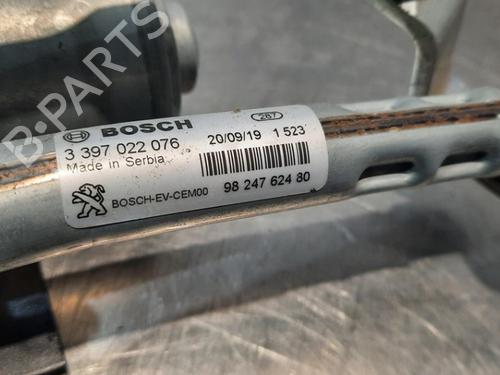 BOSCH
267
3 397 022 076
20/09/19 1 523
Made in Serbia
BOSCH-EV-CEM00
98 247 624 80
B-PARTS